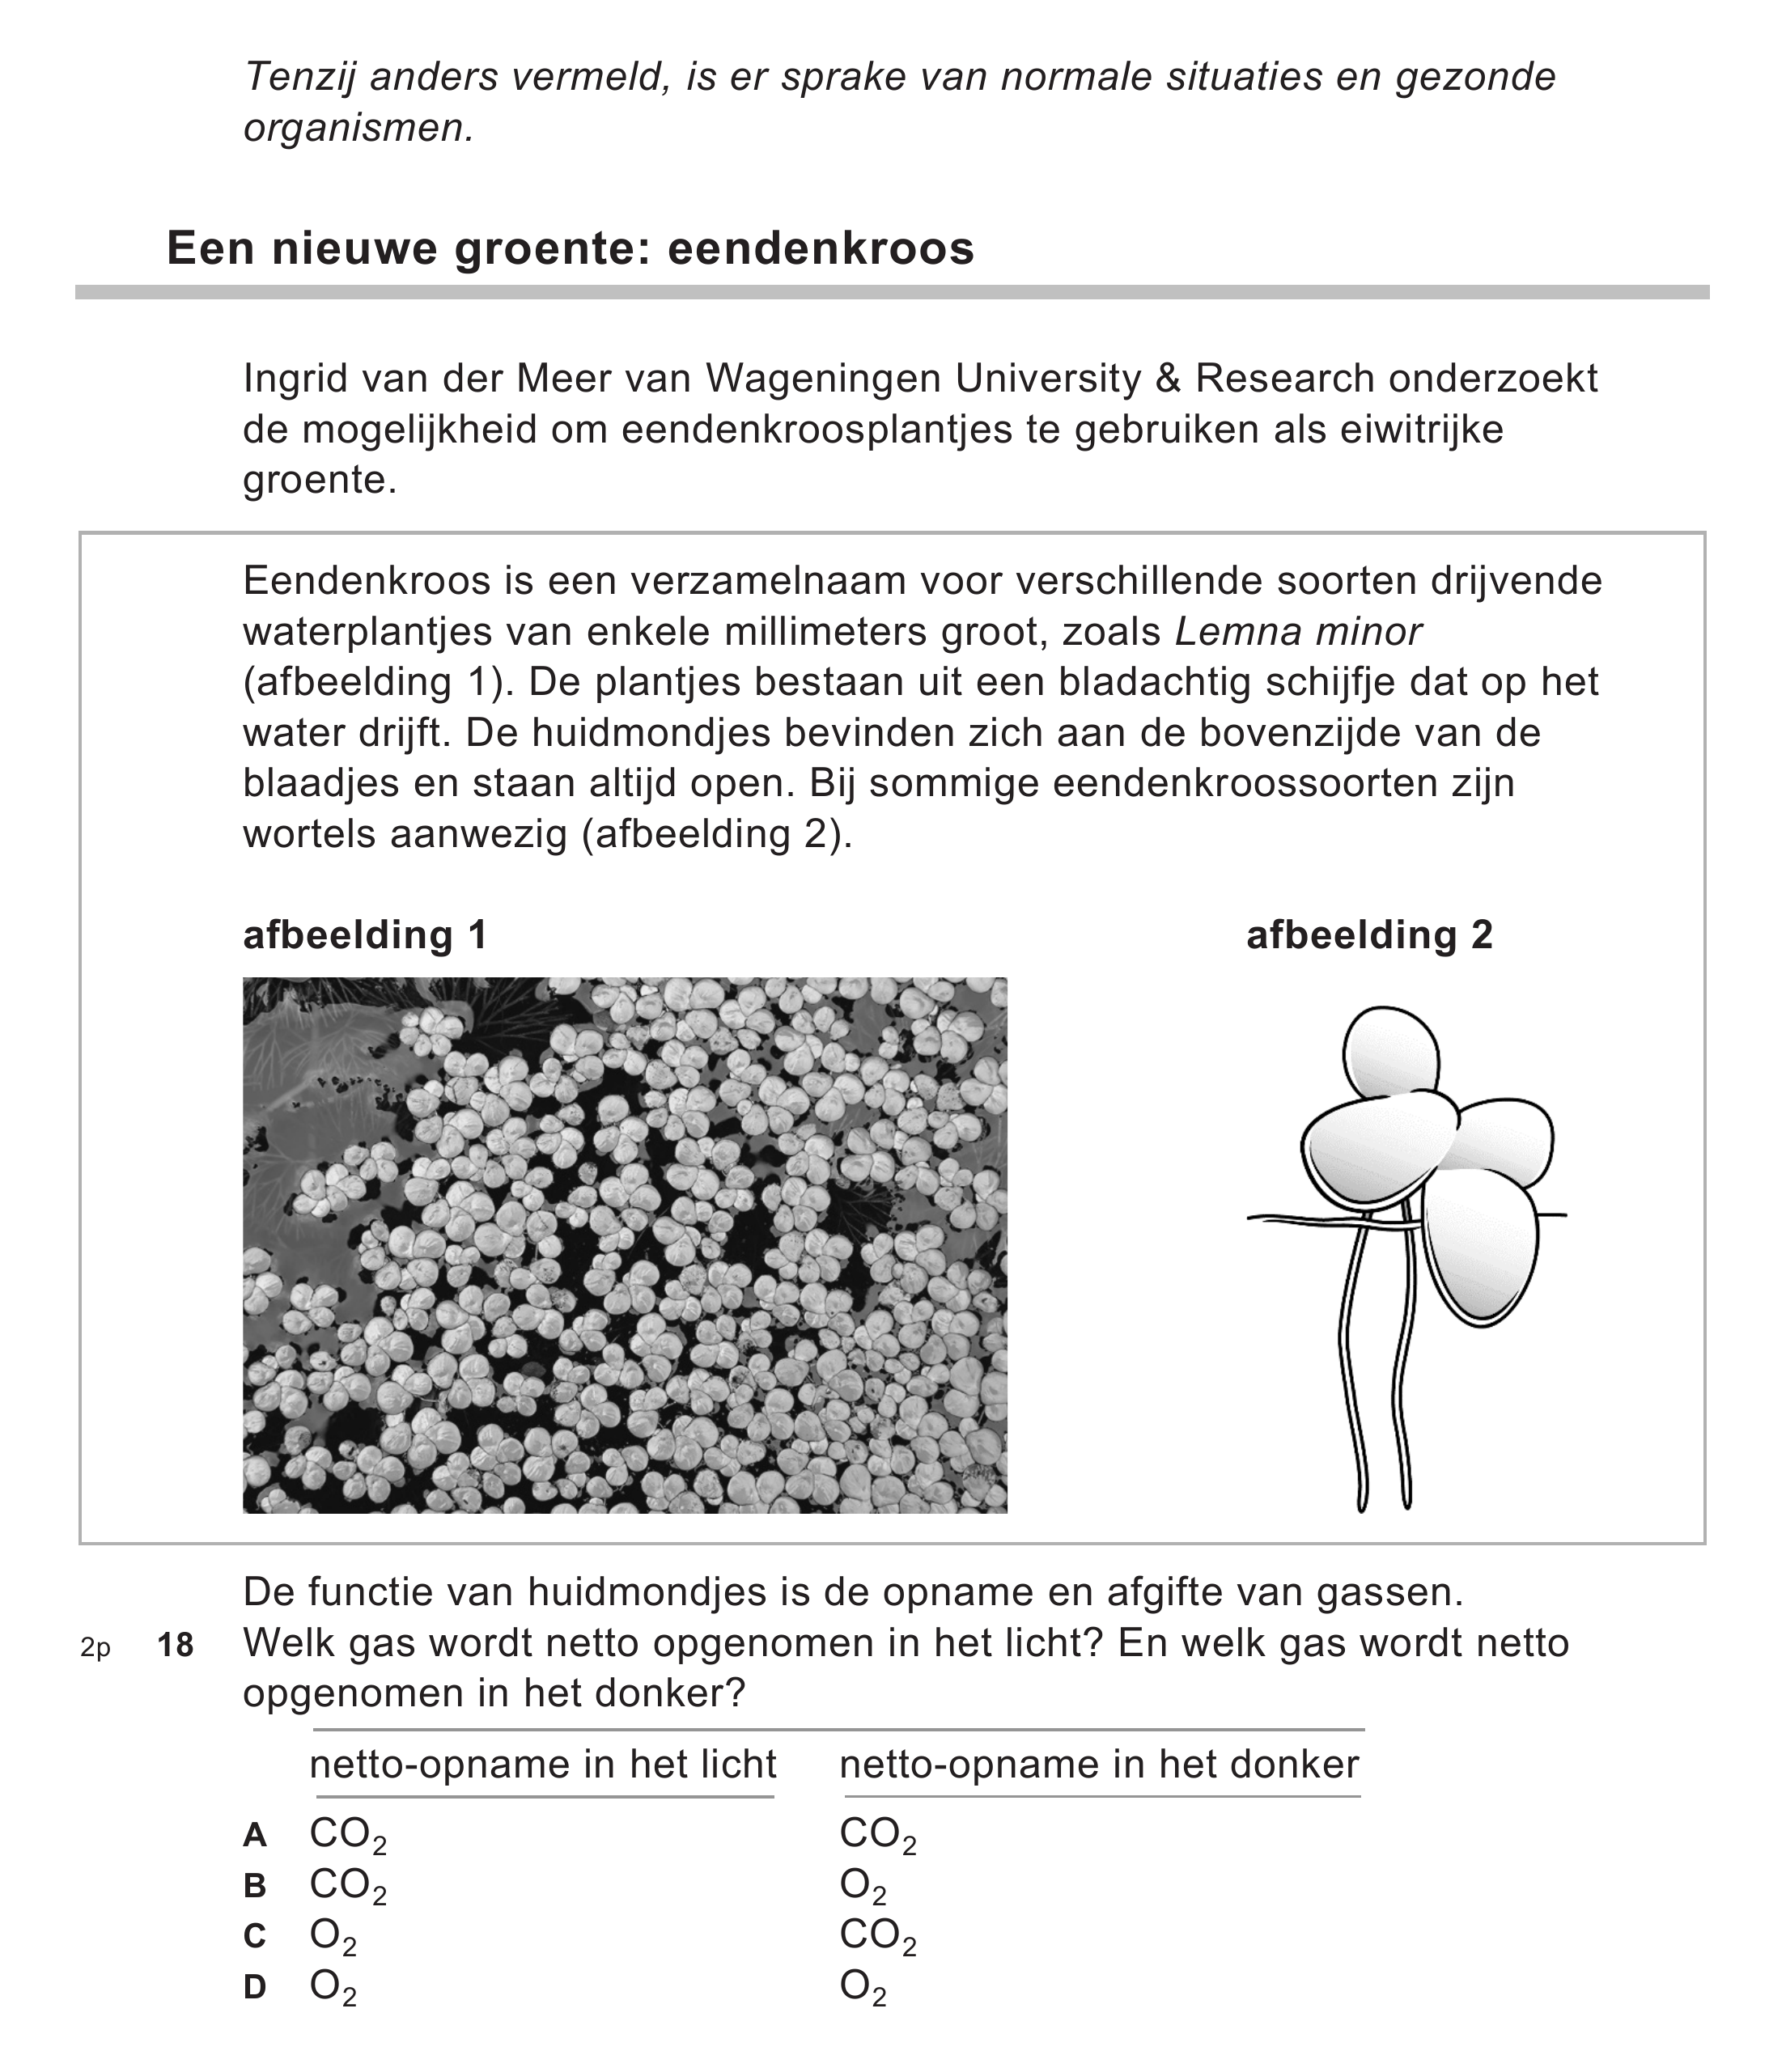 Tenzij anders vermeld, is er sprake van normale situaties en gezonde
organismen.
Een nieuwe groente: eendenkroos
Ingrid van der Meer van Wageningen University & Research onderzoekt
de mogelijkheid om eendenkroosplantjes te gebruiken als eiwitrijke
groente.
Eendenkroos is een verzamelnaam voor verschillende soorten drijvende
waterplantjes van enkele millimeters groot, zoals Lemna minor
(afbeelding 1). De plantjes bestaan uit een bladachtig schijfje dat op het
water drijft. De huidmondjes bevinden zich aan de bovenzijde van de
blaadjes en staan altijd open. Bij sommige eendenkroossoorten zijn
wortels aanwezig (afbeelding 2).
afbeelding 1 afbeelding 2
De functie van huidmondjes is de opname en afgifte van gassen.
2p 18 Welk gas wordt netto opgenomen in het licht? En welk gas wordt netto
opgenomen in het donker?
netto-opname in het licht netto-opname in het donker
A CO₂ CO₂
B CO₂ O₂
C O₂ CO₂
D O₂ O₂